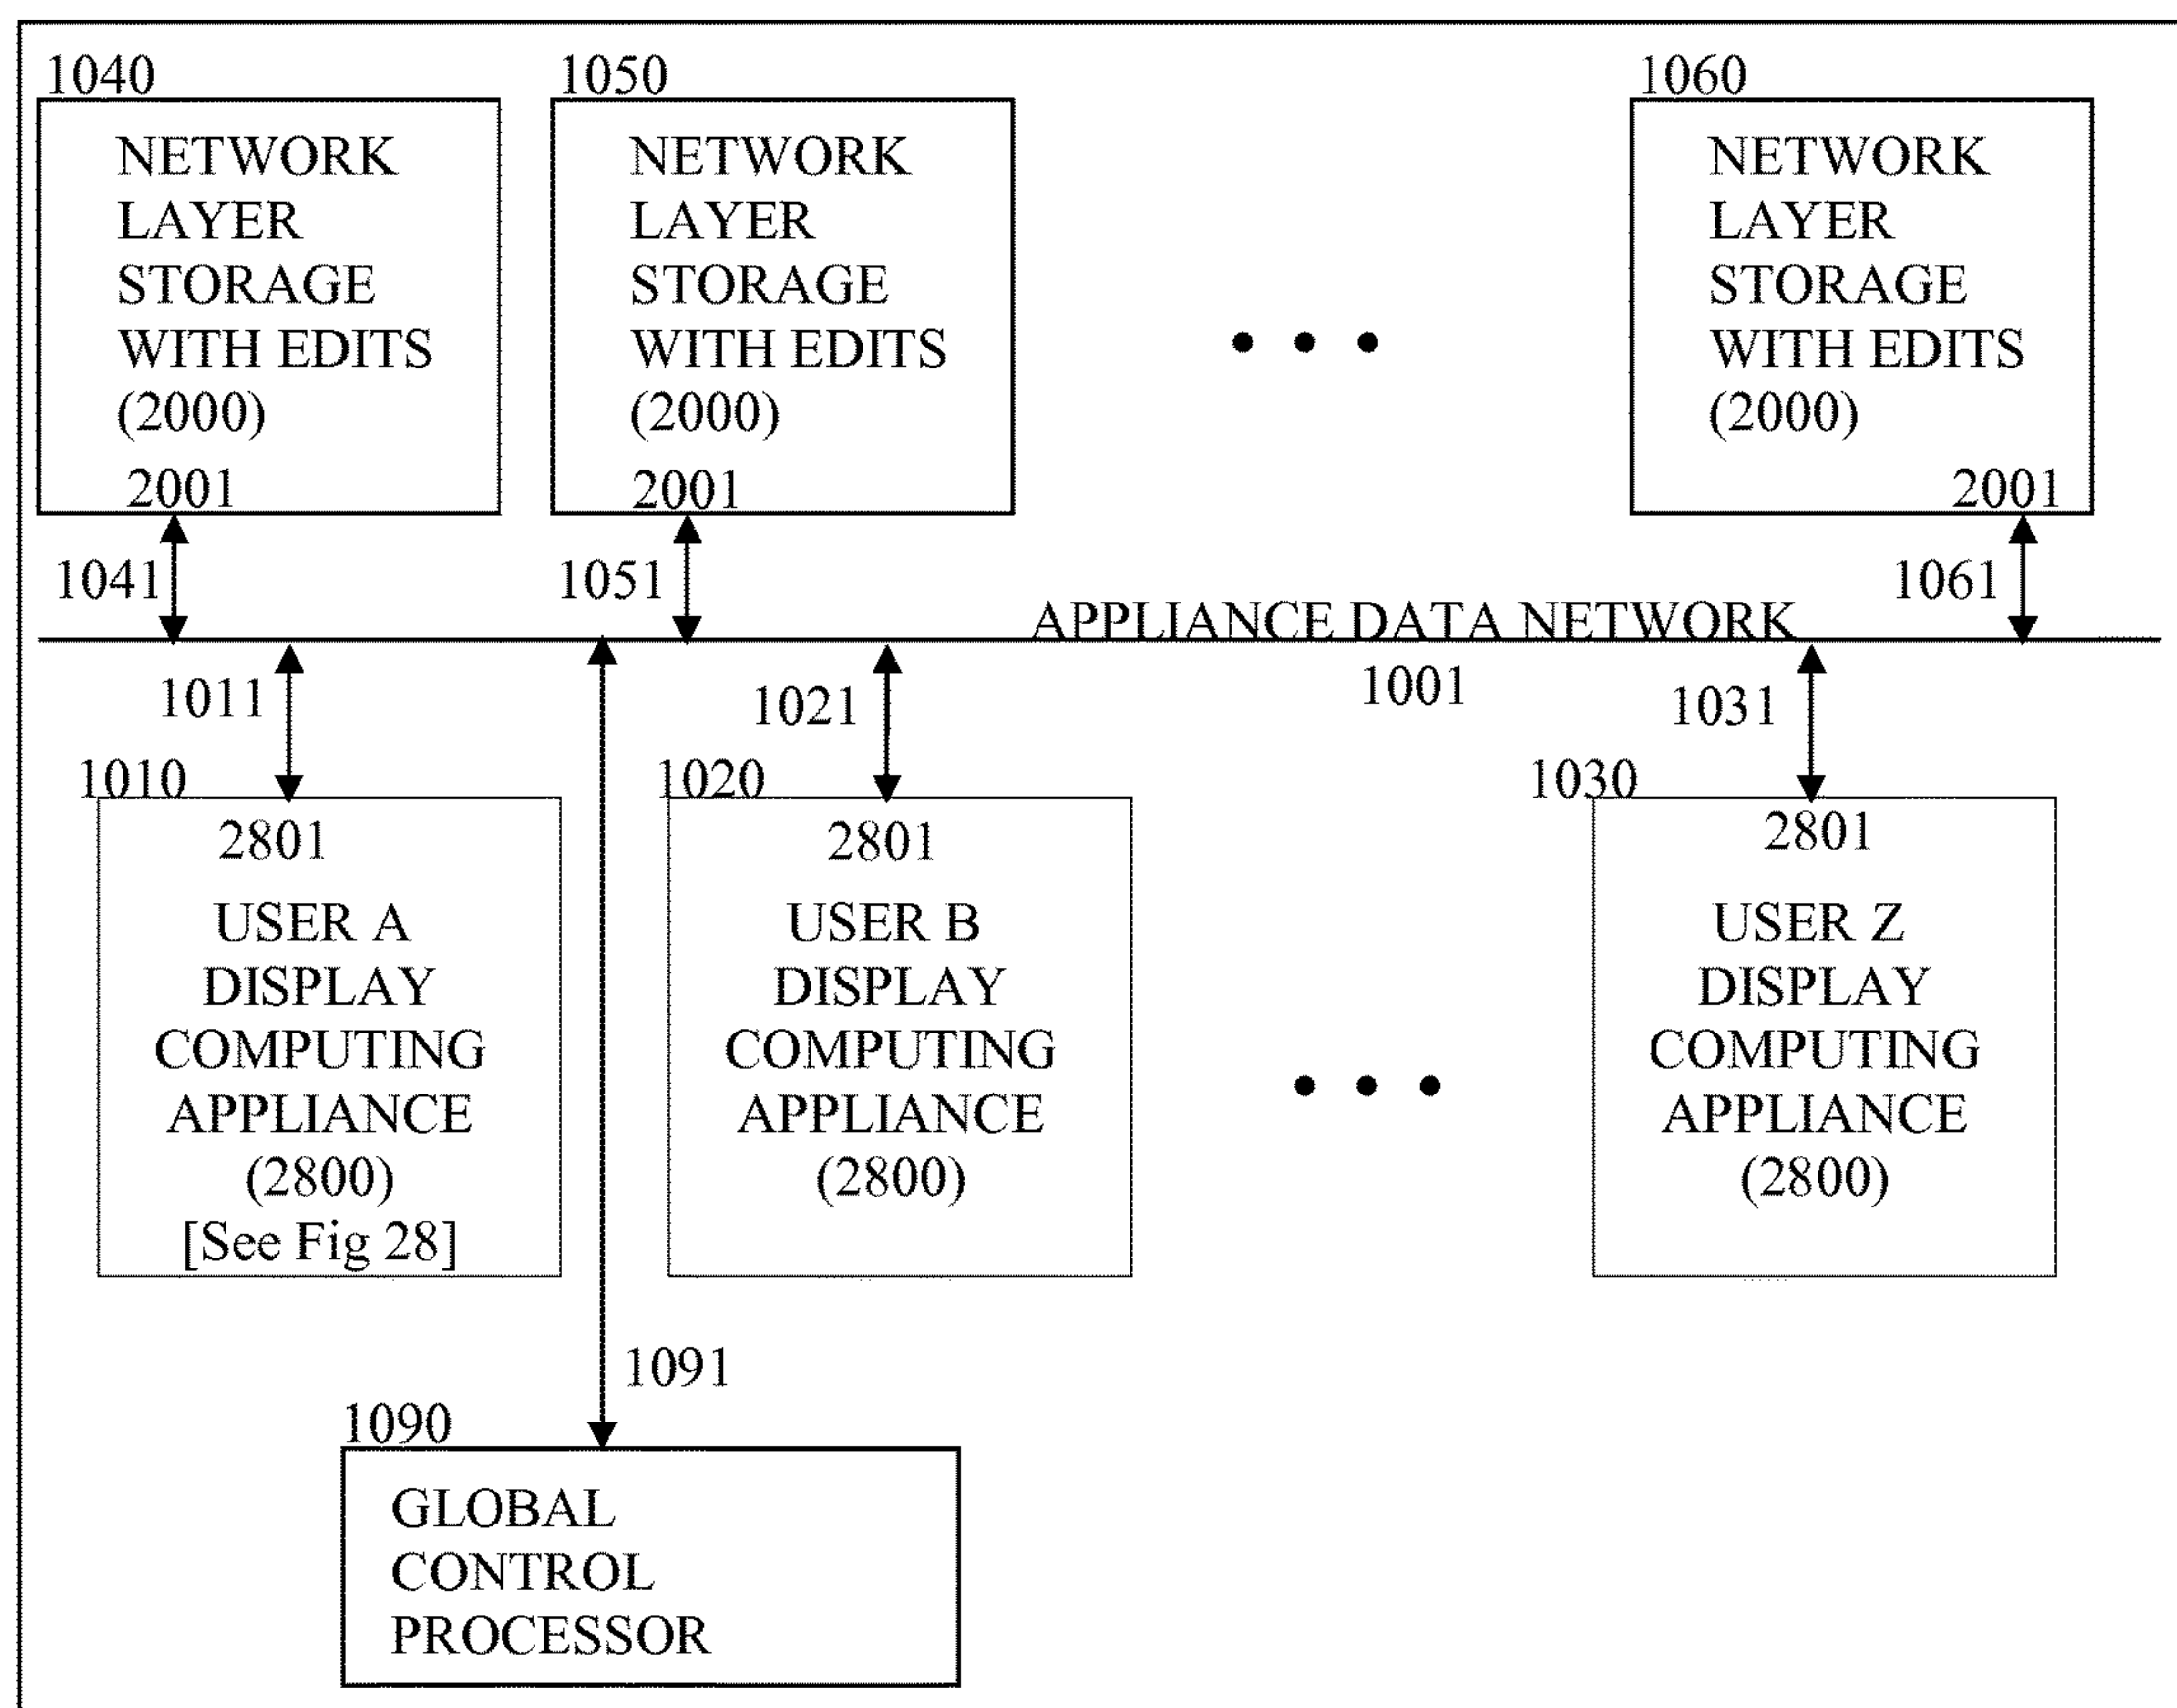 1040
NETWORK
LAYER
STORAGE
WITH EDITS
(2000)
2001
1050
NETWORK
LAYER
STORAGE
WITH EDITS
(2000)
2001
1060
NETWORK
LAYER
STORAGE
WITH EDITS
(2000)
2001
1041
1051
1061
APPLIANCE DATA NETWORK
1001
1011
1021
1031
1010
2801
USER A
DISPLAY
COMPUTING
APPLIANCE
(2800)
[See Fig 28]
1020
2801
USER B
DISPLAY
COMPUTING
APPLIANCE
(2800)
1030
2801
USER Z
DISPLAY
COMPUTING
APPLIANCE
(2800)
1091
1090
GLOBAL
CONTROL
PROCESSOR